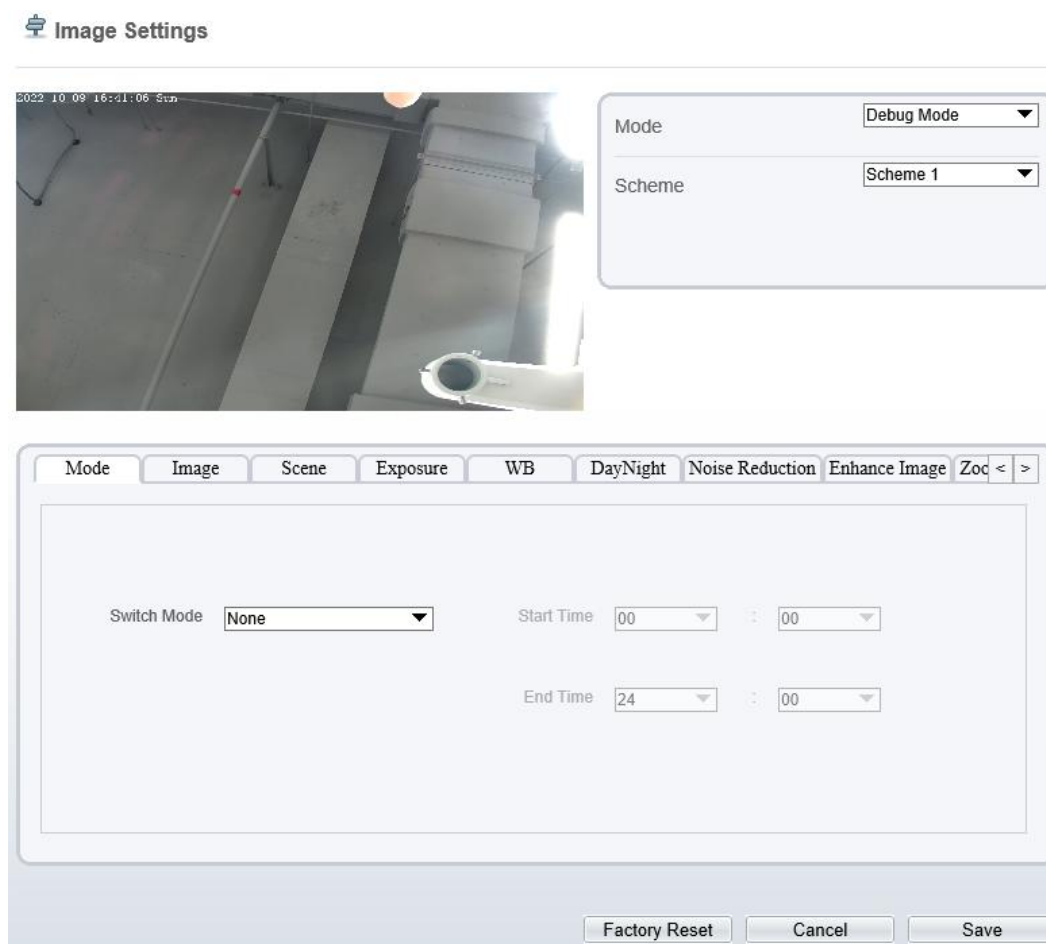 Image Settings
2022 10 09 16:41:06 Sun
Mode
Debug Mode
Scheme
Scheme 1
Mode Image Scene Exposure WB DayNight Noise Reduction Enhance Image Zoo < >
Switch Mode None
Start Time 00 : 00
End Time 24 : 00
Factory Reset Cancel Save